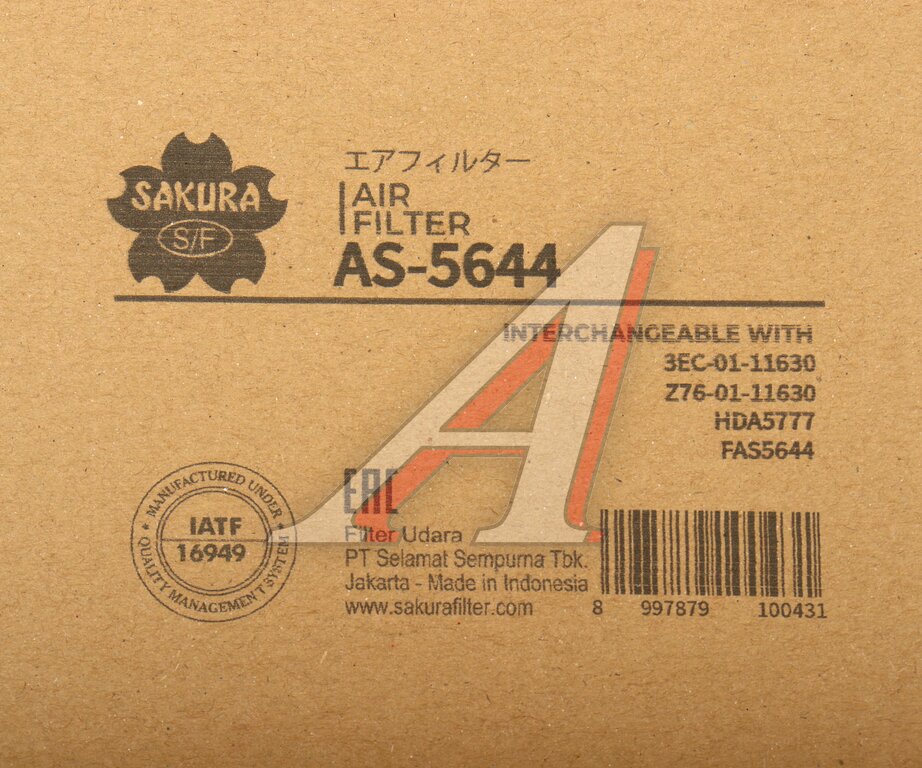 SAKURA
S/F
エアフィルター
AIR
FILTER
AS-5644
INTERCHANGEABLE WITH
3EC-01-11630
Z76-01-11630
HDA5777
FAS5644
MANUFACTURED UNDER
IATF
16949
QUALITY MANAGEMENT SYSTEM
EAC
Filter Udara
PT Selamat Sempurna Tbk.
Jakarta - Made in Indonesia
www.sakurafilter.com
8 997879 100431
A